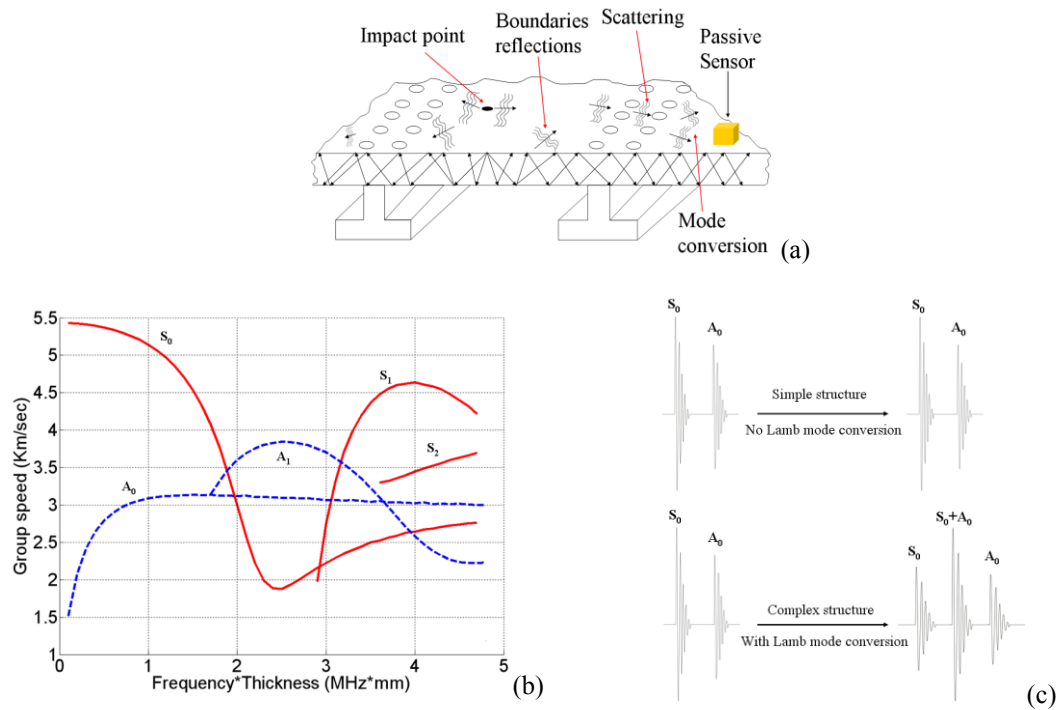 Impact point
Boundaries
reflections
Scattering
Passive
Sensor
Mode
conversion
(a)
5.5
5
4.5
4
3.5
3
2.5
2
1.5
1
Group speed (Km/sec)
S0
S1
A1
S2
A0
0
1
2
3
4
5
Frequency*Thickness (MHz*mm)
(b)
S0
A0
Simple structure
No Lamb mode conversion
S0
A0
S0
A0
Complex structure
With Lamb mode conversion
S0
S0+A0
A0
(c)